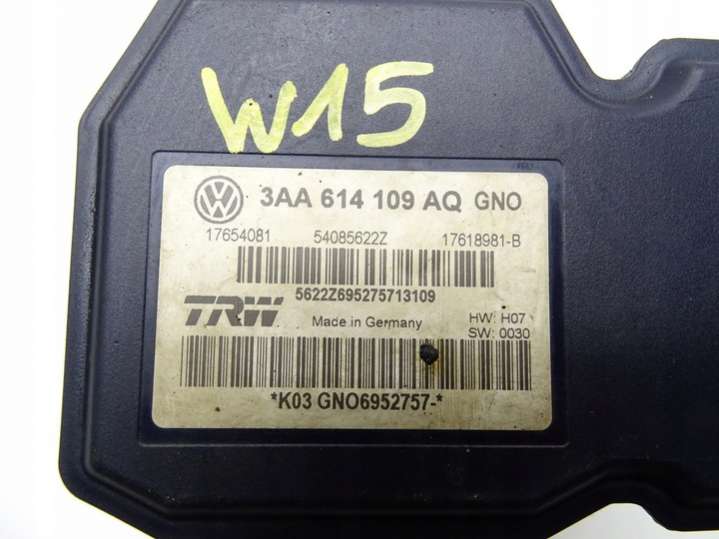 W15
3AA 614 109 AQ GNO
17654081 54085622Z 17618981-B
5622Z695275713109
TRW Made in Germany HW: H07
SW: 0030
*K03 GNO6952757-*